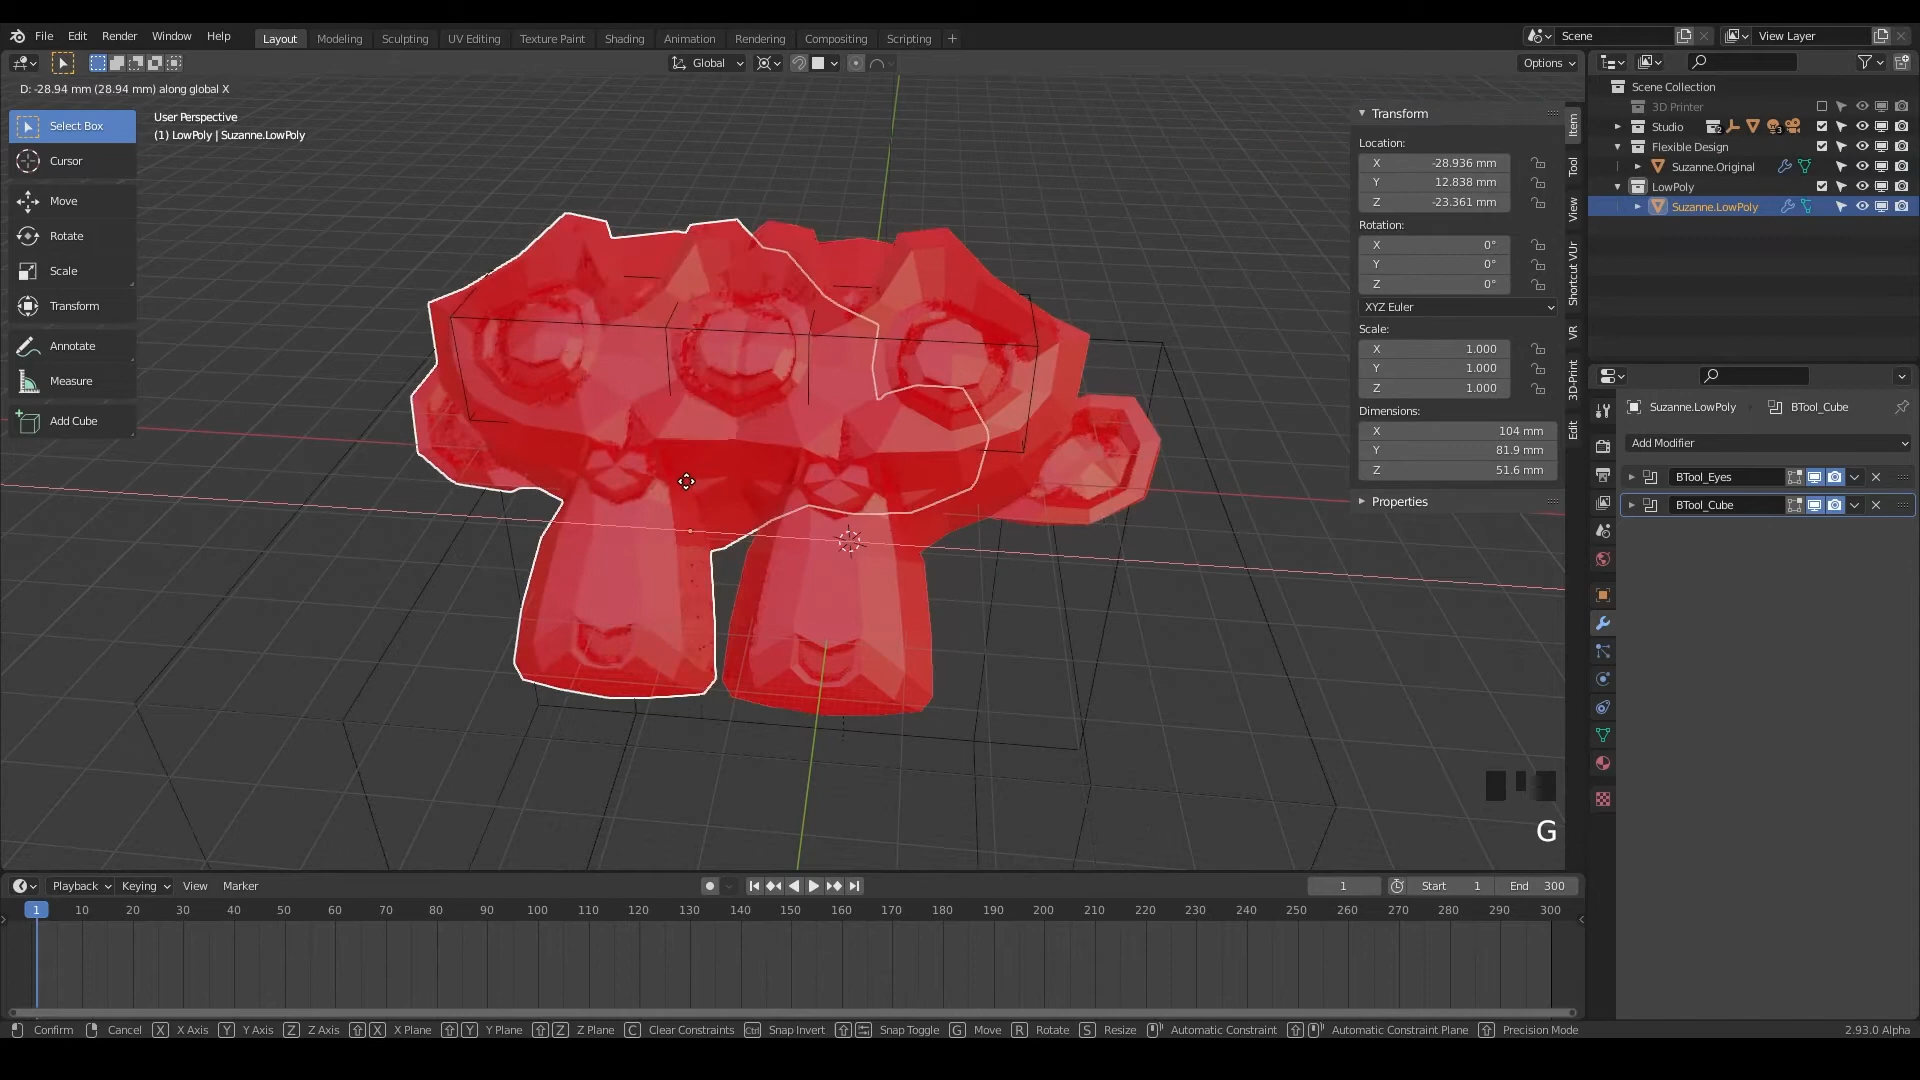 File Edit Render Window Help
Layout Modeling Sculpting UV Editing Texture Paint Shading Animation Rendering Compositing Scripting +
Scene
View Layer
Global
Options
D: -28.94 mm (28.94 mm) along global X
User Perspective
(1) LowPoly | Suzanne.LowPoly
Select Box
Cursor
Move
Rotate
Scale
Transform
Annotate
Measure
Add Cube
Transform
Location:
X -28.936 mm
Y 12.838 mm
Z -23.361 mm
Rotation:
X 0°
Y 0°
Z 0°
XYZ Euler
Scale:
X 1.000
Y 1.000
Z 1.000
Dimensions:
X 104 mm
Y 81.9 mm
Z 51.6 mm
Properties
Item
Tool
View
Shortcut VUr
VR
3D-Print
Edit
Scene Collection
3D Printer
Studio 2 3
Flexible Design
Suzanne.Original
LowPoly
Suzanne.LowPoly
Suzanne.LowPoly BTool_Cube
Add Modifier
BTool_Eyes
BTool_Cube
G
Playback Keying View Marker
1 Start 1 End 300
1 10 20 30 40 50 60 70 80 90 100 110 120 130 140 150 160 170 180 190 200 210 220 230 240 250 260 270 280 290 300
Confirm Cancel X X Axis Y Y Axis Z Z Axis X X Plane Y Y Plane Z Z Plane C Clear Constraints Ctrl Snap Invert Snap Toggle G Move R Rotate S Resize Automatic Constraint Automatic Constraint Plane Precision Mode 2.93.0 Alpha